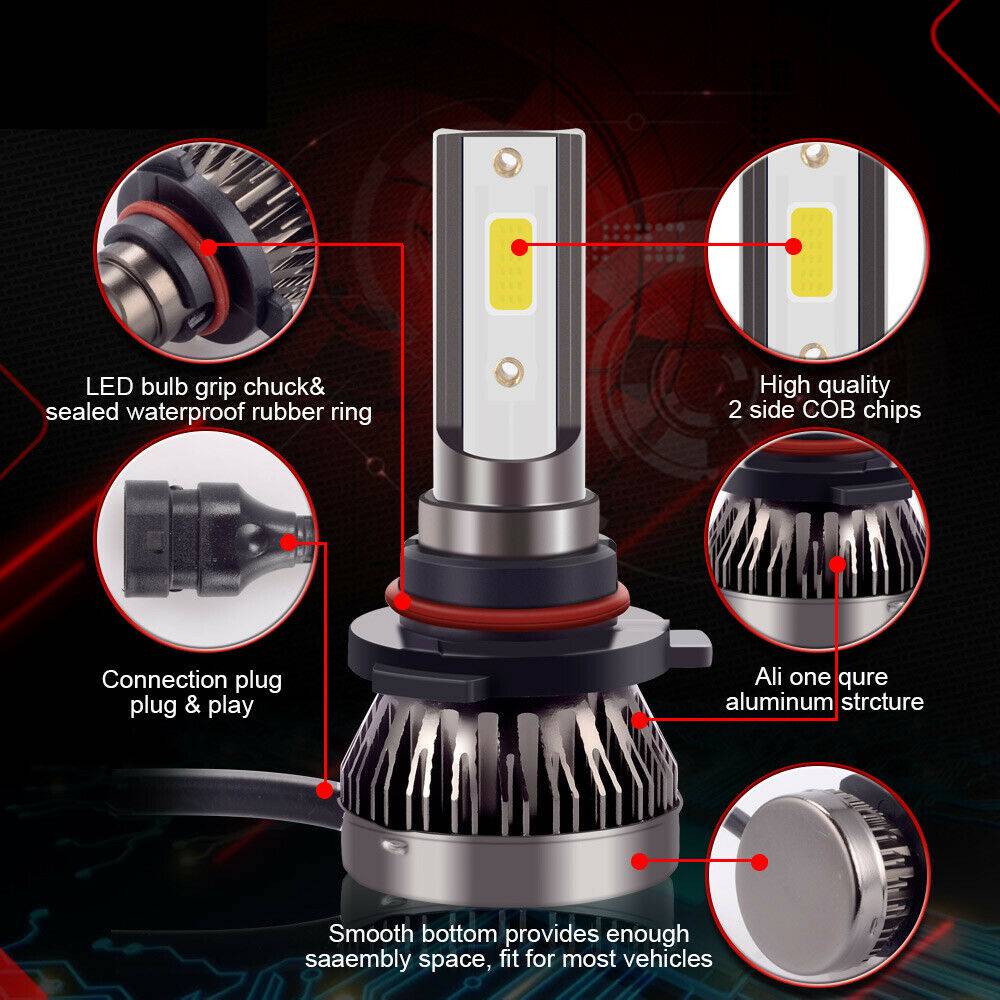 LED bulb grip chuck&
sealed waterproof rubber ring
High quality
2 side COB chips
Connection plug
plug & play
Ali one qure
aluminum strcture
Smooth bottom provides enough
saaembly space, fit for most vehicles